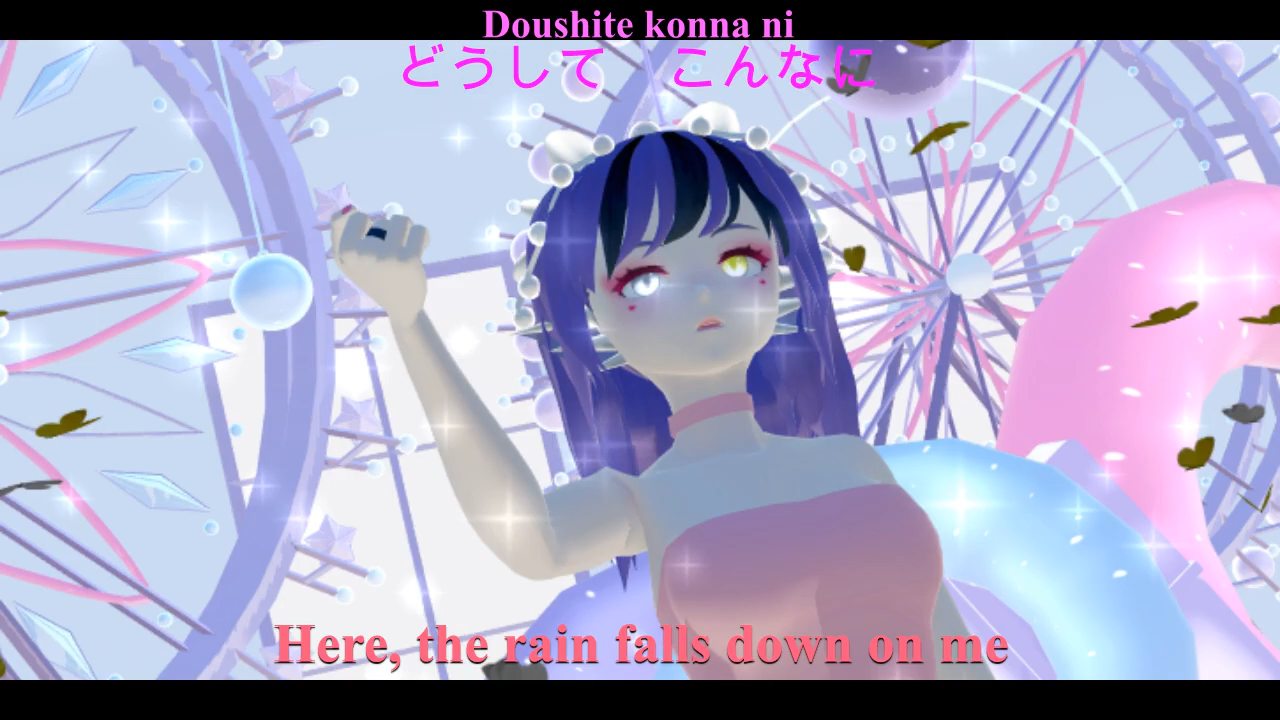 Doushite konna ni
どうして　こんなに
Here, the rain falls down on me